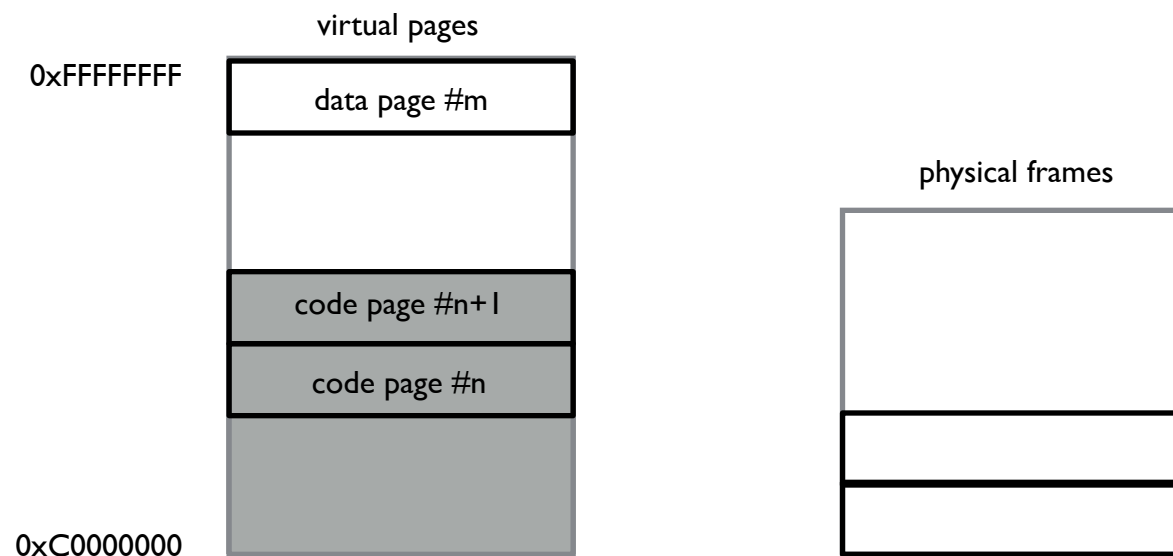 virtual pages
0xFFFFFFFF
data page #m
physical frames
code page #n+1
code page #n
0xC0000000